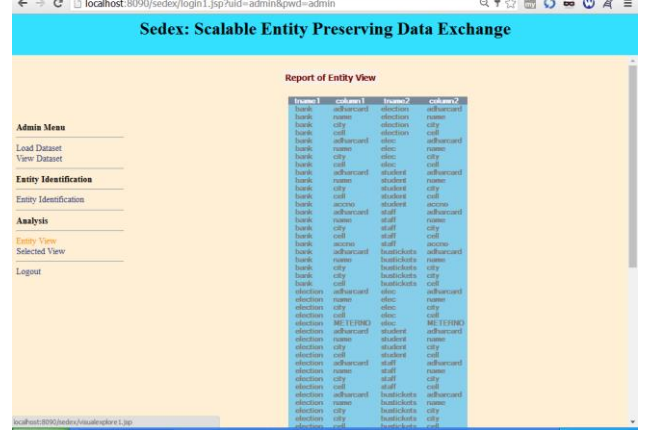 localhost:8090/sedex/login1.jsp?uid=admin&pwd=admin
Sedex: Scalable Entity Preserving Data Exchange
Report of Entity View
Admin Menu
Load Dataset
View Dataset
Entity Identification
Entity Identification
Analysis
Entity View
Selected View
Logout
tname1 column1 tname2 column2
bank adharcard election adharcard
bank name election name
bank city election city
bank cell election cell
bank adharcard elec adharcard
bank name elec name
bank city elec city
bank cell elec cell
bank adharcard student adharcard
bank name student name
bank city student city
bank cell student cell
bank accno student accno
bank adharcard staff adharcard
bank name staff name
bank city staff city
bank cell staff cell
bank accno staff accno
bank adharcard bustickets adharcard
bank name bustickets name
bank city bustickets city
bank city bustickets city
bank cell bustickets cell
election adharcard elec adharcard
election name elec name
election city elec city
election cell elec cell
election METERNO elec METERNO
election adharcard student adharcard
election name student name
election city student city
election cell student cell
election adharcard staff adharcard
election name staff name
election city staff city
election cell staff cell
election adharcard bustickets adharcard
election name bustickets name
election city bustickets city
election city bustickets city
election cell bustickets cell
localhost:8090/sedex/visualexplore1.jsp